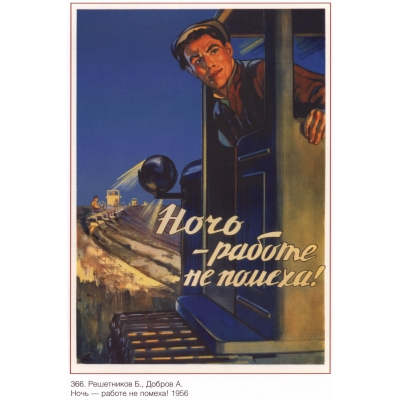 Ночь
- работе
не помеха!
366. Решетников Б., Добров А.
Ночь — работе не помеха! 1956